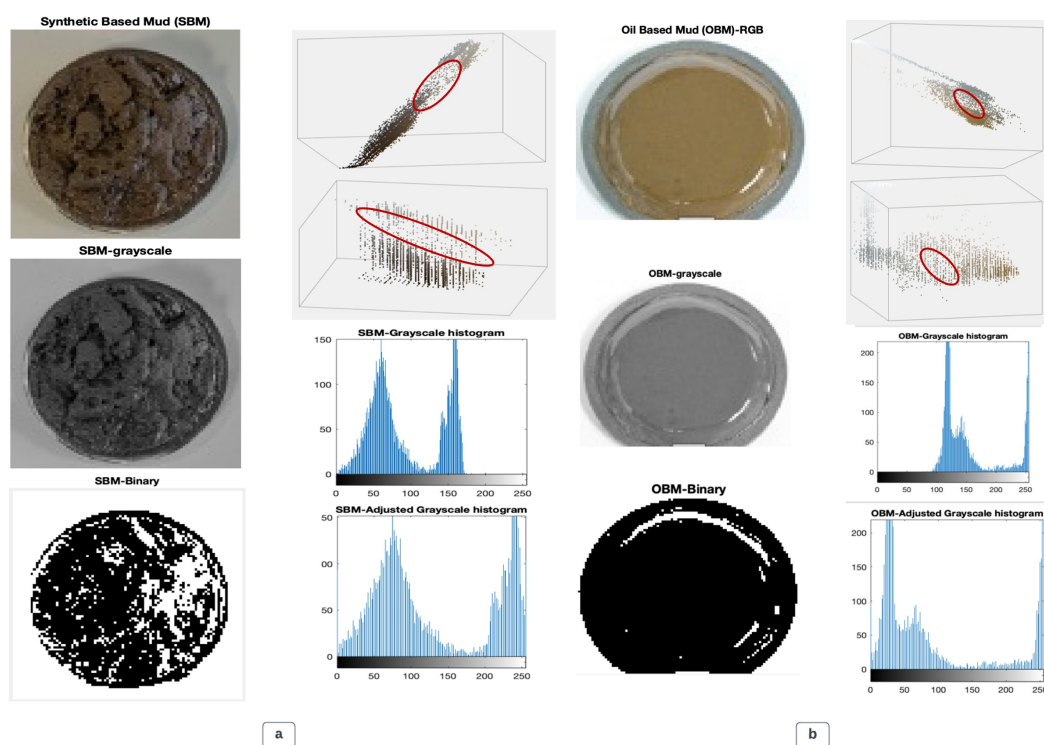 Synthetic Based Mud (SBM)
SBM-grayscale
SBM-Binary
SBM-Grayscale histogram
150
100
50
0
0 50 100 150 200 250
SBM-Adjusted Grayscale histogram
50
00
50
0
0 50 100 150 200 250
a
Oil Based Mud (OBM)-RGB
OBM-grayscale
OBM-Binary
OBM-Grayscale histogram
200
150
100
50
0
0 50 100 150 200 250
OBM-Adjusted Grayscale histogram
200
150
100
50
0
0 50 100 150 200 250
b